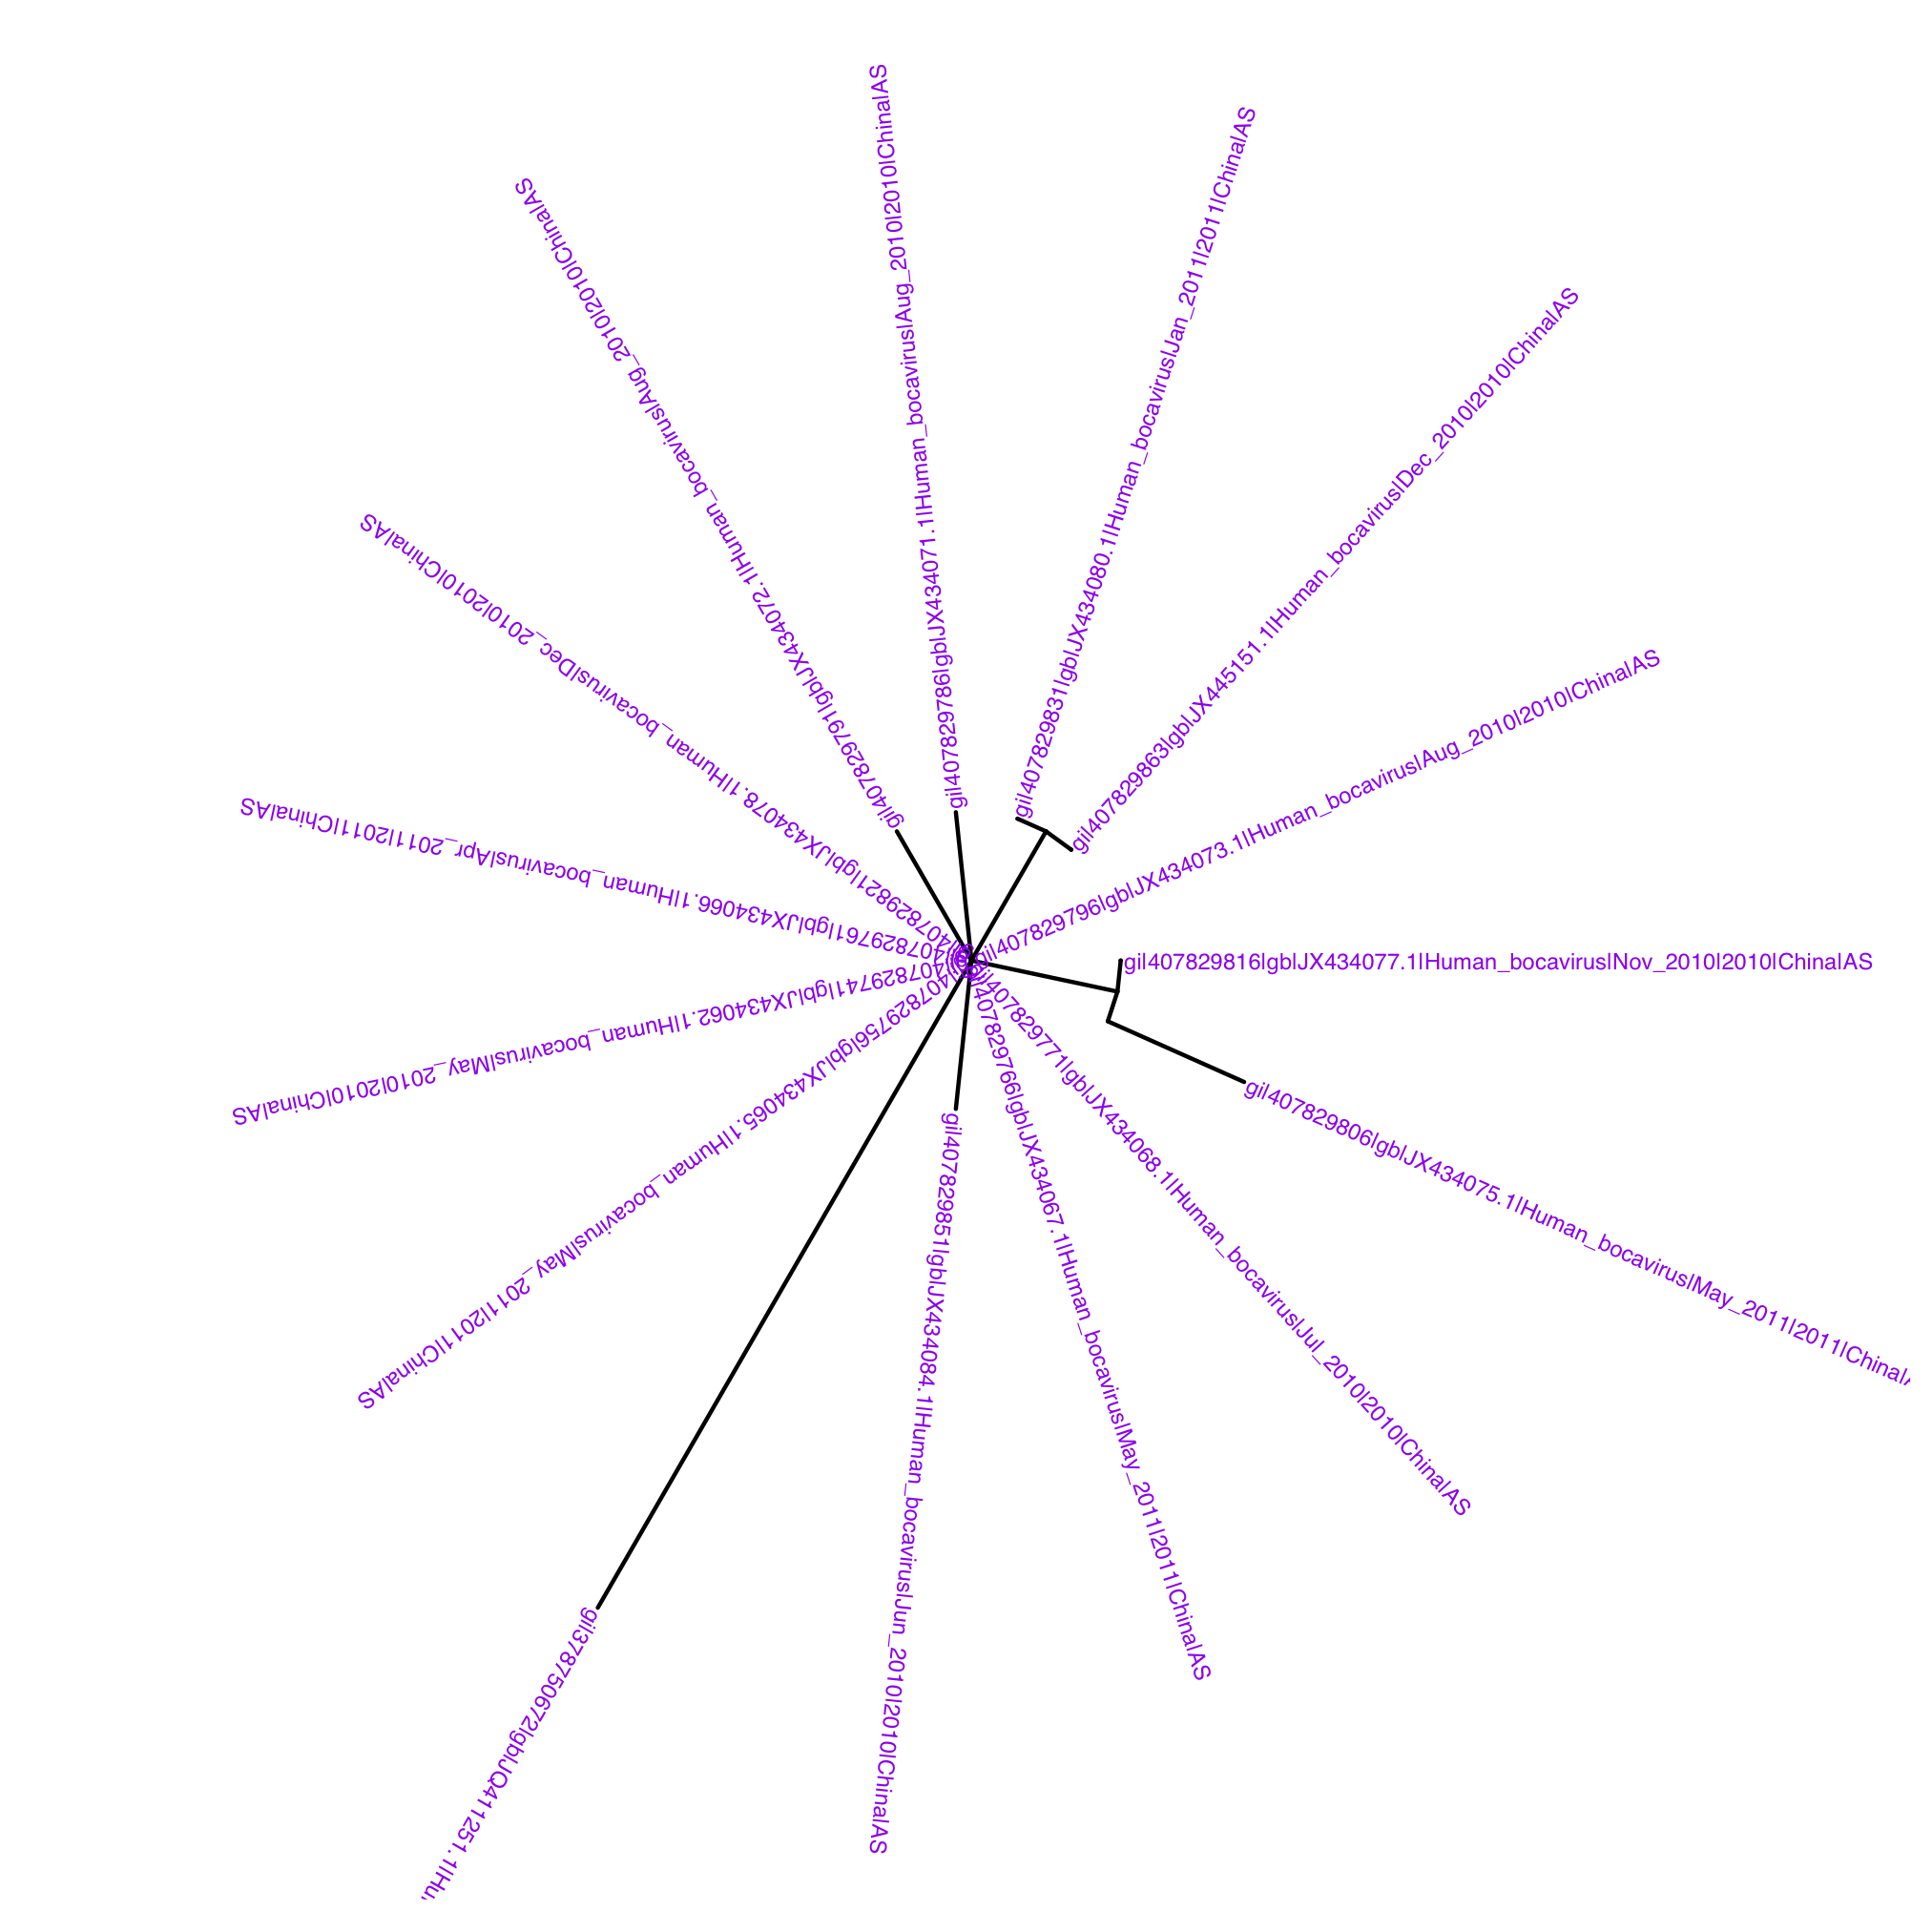 gi|407829786|gb|JX434071.1|Human_bocavirus|Aug_2010|2010|China|AS
gi|407829831|gb|JX434080.1|Human_bocavirus|Jan_2011|2011|China|AS
gi|407829863|gb|JX445151.1|Human_bocavirus|Dec_2010|2010|China|AS
gi|407829796|gb|JX434073.1|Human_bocavirus|Aug_2010|2010|China|AS
gi|407829816|gb|JX434077.1|Human_bocavirus|Nov_2010|2010|China|AS
gi|407829806|gb|JX434075.1|Human_bocavirus|May_2011|2011|China|
gi|407829771|gb|JX434068.1|Human_bocavirus|Jul_2010|2010|China|AS
gi|407829766|gb|JX434067.1|Human_bocavirus|May_2011|2011|China|AS
gi|407829851|gb|JX434084.1|Human_bocavirus|Jun_2010|2010|China|AS
gi|378750672|gb|JQ411251.1|Hu
407829756|gb|JX434065.1|Human_bocavirus|May_2011|2011|China|AS
407829741|gb|JX434062.1|Human_bocavirus|May_2010|2010|China|AS
407829761|gb|JX434066.1|Human_bocavirus|Apr_2011|2011|China|AS
407829821|gb|JX434078.1|Human_bocavirus|Dec_2010|2010|China|AS
gi|407829791|gb|JX434072.1|Human_bocavirus|Aug_2010|2010|China|AS